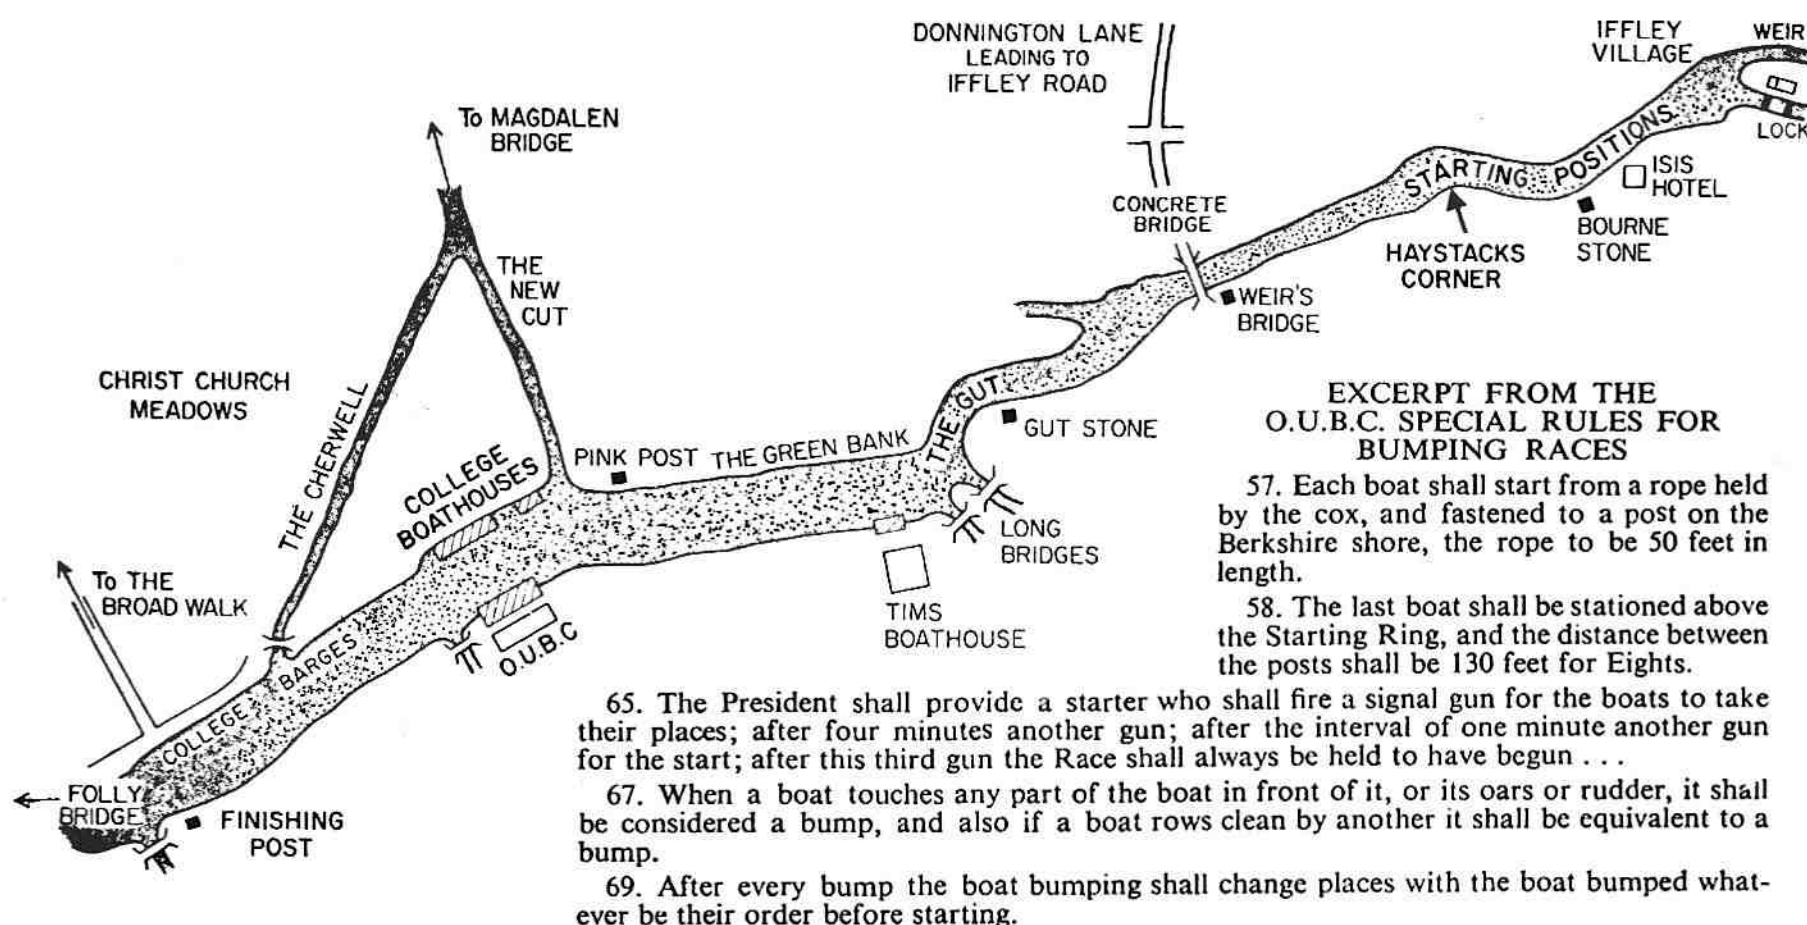 DONNINGTON LANE
LEADING TO
IFFLEY ROAD
IFFLEY
VILLAGE
WEIR
LOCK
To MAGDALEN
BRIDGE
STARTING POSITIONS
ISIS
HOTEL
CONCRETE
BRIDGE
BOURNE
STONE
HAYSTACKS
CORNER
THE
NEW
CUT
WEIR'S
BRIDGE
CHRIST CHURCH
MEADOWS
THE CHERWELL
THE GUT
GUT STONE
COLLEGE
BOATHOUSES
PINK POST
THE GREEN BANK
LONG
BRIDGES
To THE
BROAD WALK
TIMS
BOATHOUSE
O.U.B.C
COLLEGE BARGES
FOLLY
BRIDGE
FINISHING
POST
EXCERPT FROM THE
O.U.B.C. SPECIAL RULES FOR
BUMPING RACES
57. Each boat shall start from a rope held
by the cox, and fastened to a post on the
Berkshire shore, the rope to be 50 feet in
length.
58. The last boat shall be stationed above
the Starting Ring, and the distance between
the posts shall be 130 feet for Eights.
65. The President shall provide a starter who shall fire a signal gun for the boats to take
their places; after four minutes another gun; after the interval of one minute another gun
for the start; after this third gun the Race shall always be held to have begun . . .
67. When a boat touches any part of the boat in front of it, or its oars or rudder, it shall
be considered a bump, and also if a boat rows clean by another it shall be equivalent to a
bump.
69. After every bump the boat bumping shall change places with the boat bumped what-
ever be their order before starting.